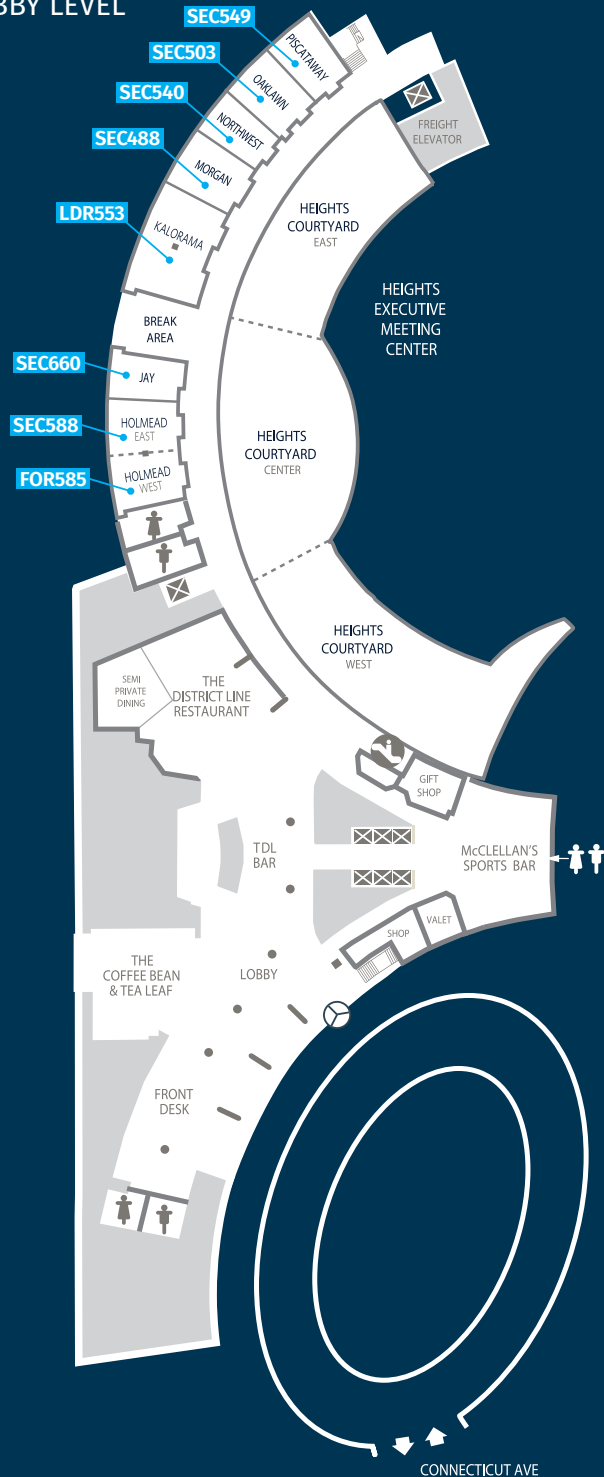 BBY LEVEL
SEC549
SEC503
SEC540
SEC488
LDR553
SEC660
SEC588
FOR585
PISCATAWAY
OAKLAWN
NORTHWEST
MORGAN
KALORAMA
BREAK
AREA
JAY
HOLMEAD
EAST
HOLMEAD
WEST
FREIGHT
ELEVATOR
HEIGHTS
COURTYARD
EAST
HEIGHTS
EXECUTIVE
MEETING
CENTER
HEIGHTS
COURTYARD
CENTER
HEIGHTS
COURTYARD
WEST
SEMI
PRIVATE
DINING
THE
DISTRICT LINE
RESTAURANT
GIFT
SHOP
TDL
BAR
McCLELLAN'S
SPORTS BAR
VALET
SHOP
THE
COFFEE BEAN
& TEA LEAF
LOBBY
FRONT
DESK
CONNECTICUT AVE